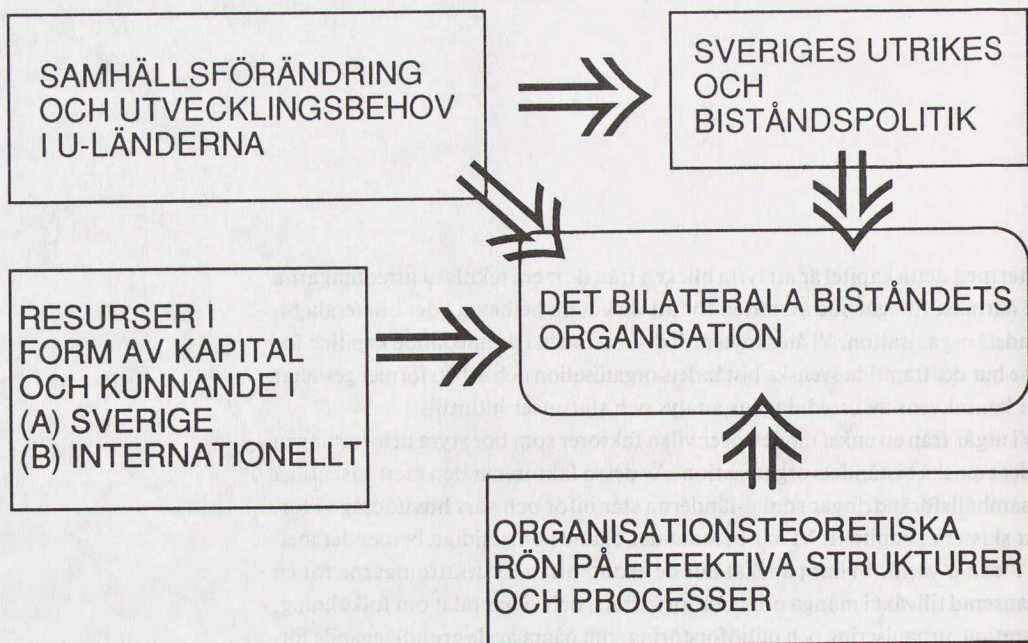 SAMHÄLLSFÖRÄNDRING
OCH UTVECKLINGSBEHOV
I U-LÄNDERNA
SVERIGES UTRIKES
OCH
BISTÅNDSPOLITIK
RESURSER I
FORM AV KAPITAL
OCH KUNNANDE
(A) SVERIGE
(B) INTERNATIONELLT
DET BILATERALA BISTÅNDETS
ORGANISATION
ORGANISATIONSTEORETISKA
RÖN PÅ EFFEKTIVA STRUKTURER
OCH PROCESSER